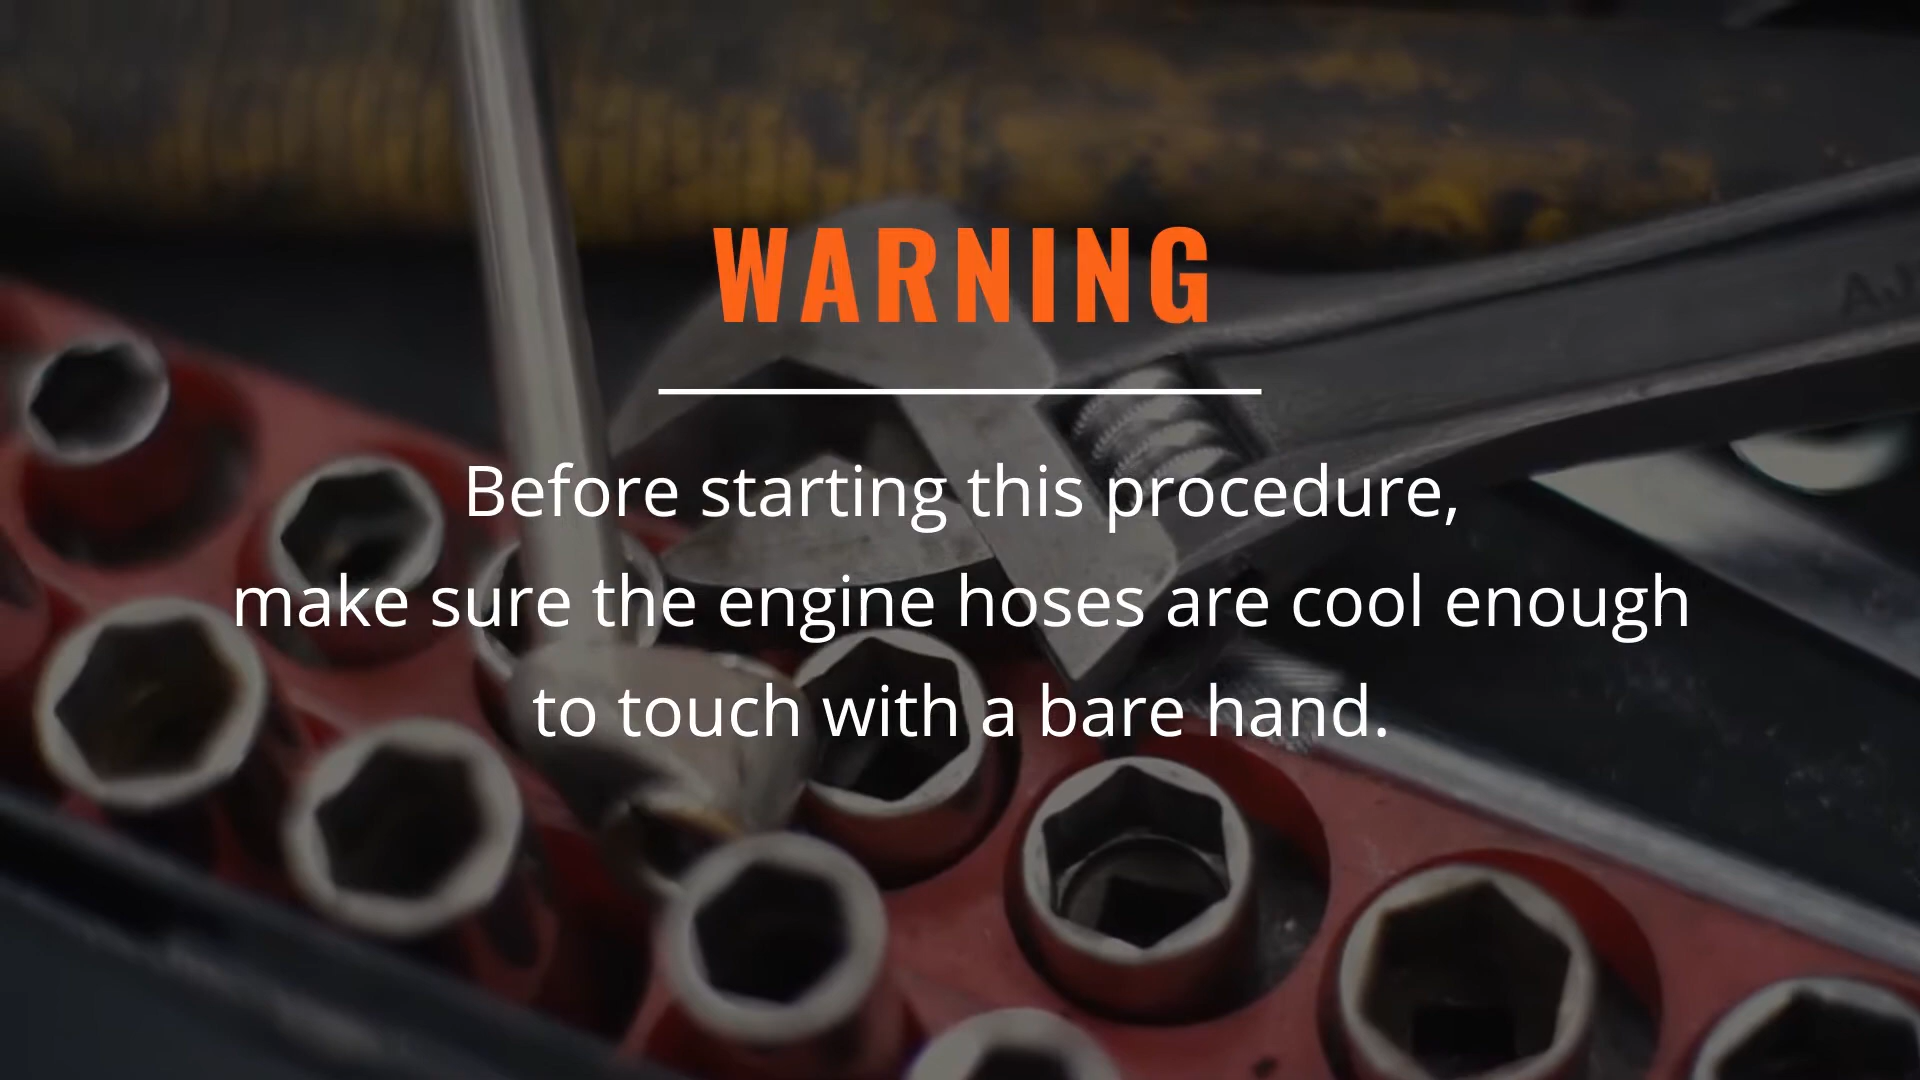 WARNING
Before starting this procedure,
make sure the engine hoses are cool enough
to touch with a bare hand.